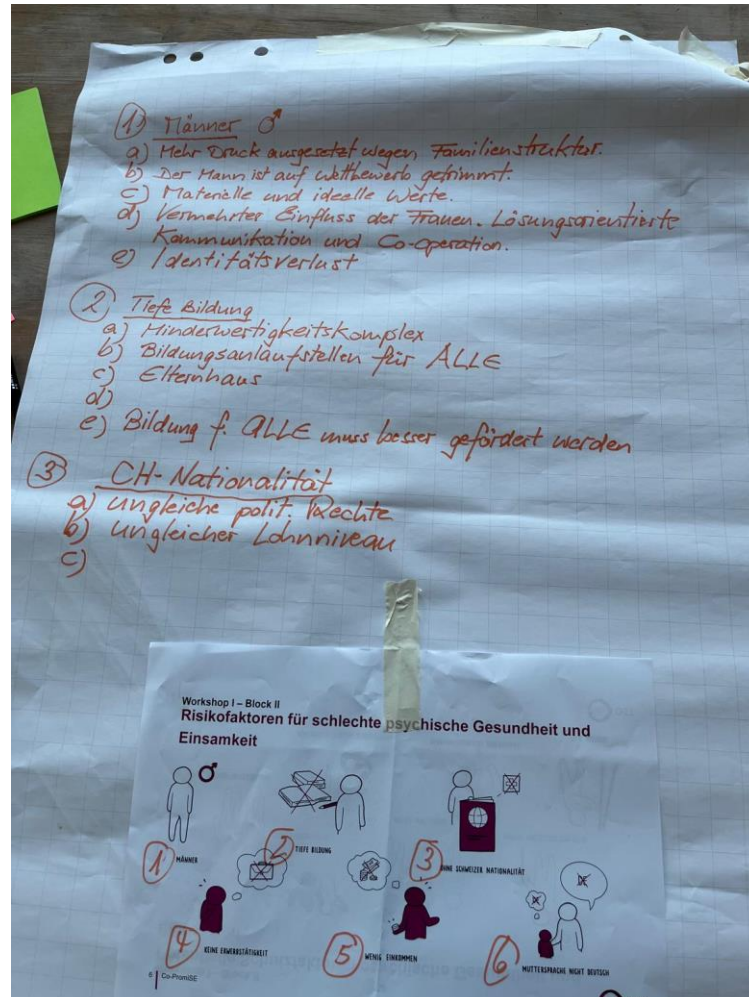 1) Männer ♂
a) Mehr Druck ausgesetzt wegen Familienstruktur.
b) Der Mann ist auf Wettbewerb getrimmt.
c) Materielle und ideelle Werte.
d) Vermehrter Einfluss der Frauen. Lösungsorientierte
Kommunikation und Co-Operation.
e) Identitätsverlust
2) Tiefe Bildung
a) Minderwertigkeitskomplex
b) Bildungsanlaufstellen für ALLE
c) Elternhaus
d)
e) Bildung f. ALLE muss besser gefördert werden
3) CH-Nationalität
a) ungleiche polit. Rechte
b) ungleicher Lohnniveau
c)
Workshop I – Block II
Risikofaktoren für schlechte psychische Gesundheit und
Einsamkeit
1 MÄNNER
2 TIEFE BILDUNG
3 OHNE SCHWEIZER NATIONALITÄT
4 KEINE ERWERBSTÄTIGKEIT
5 WENIG EINKOMMEN
6 MUTTERSPRACHE NICHT DEUTSCH
6 | Co-PromiSE